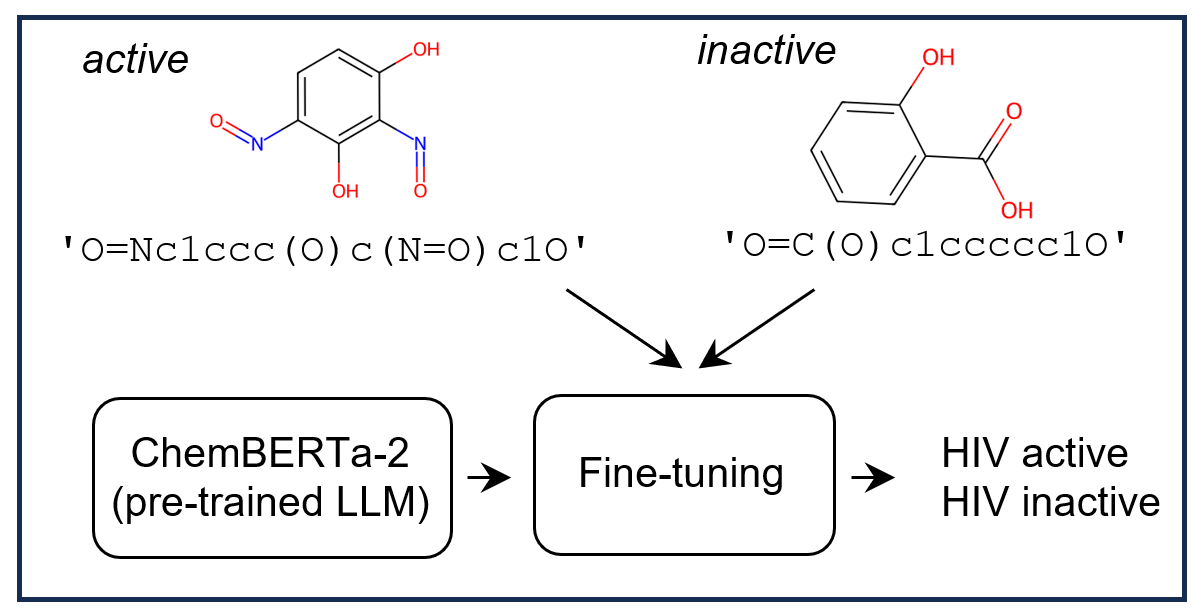 active
inactive
OH
O
N
N
OH
O
OH
O
OH
'O=Nc1ccc(O)c(N=O)c1O'
'O=C(O)c1ccccc1O'
ChemBERTa-2
(pre-trained LLM)
Fine-tuning
HIV active
HIV inactive